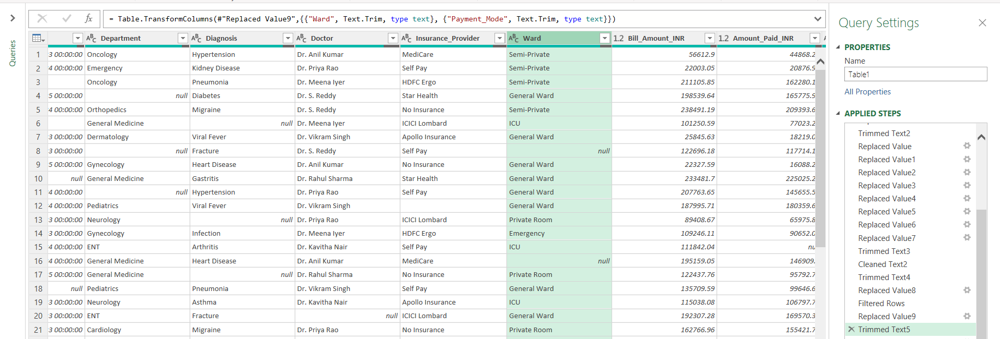 = Table.TransformColumns(#"Replaced Value9",{{"Ward", Text.Trim, type text}, {"Payment_Mode", Text.Trim, type text}})
Queries
Department Diagnosis Doctor Insurance_Provider Ward 1.2 Bill_Amount_INR 1.2 Amount_Paid_INR
1 3 00:00:00 Oncology Hypertension Dr. Anil Kumar MediCare Semi-Private 56612.9 44868.2
2 4 00:00:00 Emergency Kidney Disease Dr. Priya Rao Self Pay Semi-Private 22003.05 20876.9
3 Oncology Pneumonia Dr. Meena Iyer HDFC Ergo Semi-Private 211105.85 162280.1
4 5 00:00:00 null Diabetes Dr. S. Reddy Star Health General Ward 198539.64 165775.9
5 4 00:00:00 Orthopedics Migraine Dr. S. Reddy No Insurance Semi-Private 238491.19 209393.6
6 General Medicine null Dr. Meena Iyer ICICI Lombard ICU 101250.59 77023.2
7 3 00:00:00 Dermatology Viral Fever Dr. Vikram Singh Apollo Insurance General Ward 25845.63 18219.0
8 3 00:00:00 null Fracture Dr. S. Reddy Self Pay null 122696.18 117714.1
9 5 00:00:00 Gynecology Heart Disease Dr. Anil Kumar No Insurance General Ward 22327.59 16088.2
10 null General Medicine Gastritis Dr. Rahul Sharma Star Health General Ward 233481.7 225025.2
11 4 00:00:00 null Hypertension Dr. Priya Rao Self Pay General Ward 207763.65 145655.5
12 4 00:00:00 Pediatrics Viral Fever Dr. Vikram Singh General Ward 187995.71 180359.6
13 3 00:00:00 Neurology null Dr. Priya Rao ICICI Lombard Private Room 89408.67 65975.8
14 3 00:00:00 Gynecology Infection Dr. Meena Iyer HDFC Ergo Emergency 109246.11 90652.0
15 4 00:00:00 ENT Arthritis Dr. Kavitha Nair Self Pay ICU 111842.04 nu
16 4 00:00:00 General Medicine Heart Disease Dr. Anil Kumar MediCare null 195159.05 146909.
17 5 00:00:00 General Medicine null Dr. Rahul Sharma No Insurance Private Room 122437.76 95792.7
18 null Pediatrics Pneumonia Dr. Vikram Singh Self Pay General Ward 135709.59 99646.6
19 3 00:00:00 Neurology Asthma Dr. Kavitha Nair Apollo Insurance ICU 115038.08 106797.7
20 3 00:00:00 ENT Fracture null ICICI Lombard General Ward 192307.28 169570.3
21 3 00:00:00 Cardiology Migraine Dr. Priya Rao No Insurance Private Room 162766.96 155421.7
Query Settings
PROPERTIES
Name
Table1
All Properties
APPLIED STEPS
Trimmed Text2
Replaced Value
Replaced Value1
Replaced Value2
Replaced Value3
Replaced Value4
Replaced Value5
Replaced Value6
Replaced Value7
Trimmed Text3
Cleaned Text2
Trimmed Text4
Replaced Value8
Filtered Rows
Replaced Value9
Trimmed Text5